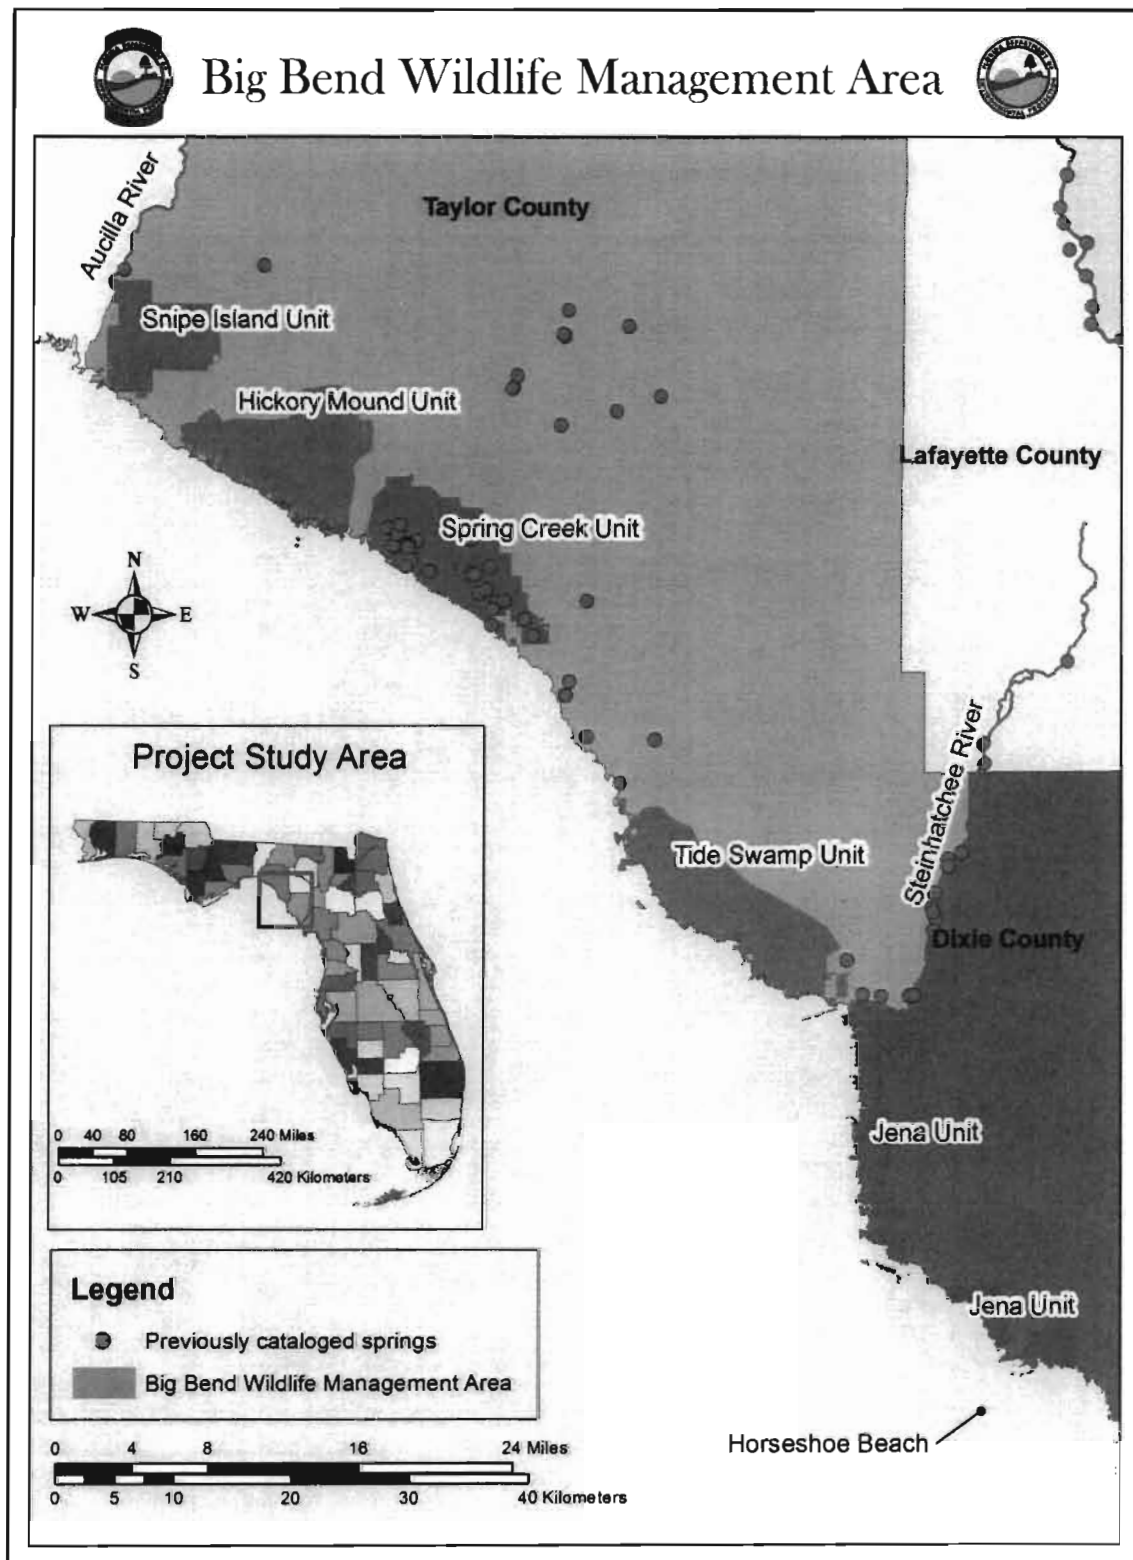 Big Bend Wildlife Management Area
Aucilla River
Taylor County
Snipe Island Unit
Hickory Mound Unit
Lafayette County
Spring Creek Unit
N
W E
S
Steinhatchee River
Project Study Area
Tide Swamp Unit
Dixie County
0 40 80 160 240 Miles
0 105 210 420 Kilometers
Jena Unit
Legend
Previously cataloged springs
Big Bend Wildlife Management Area
Jena Unit
Horseshoe Beach
0 4 8 16 24 Miles
0 5 10 20 30 40 Kilometers